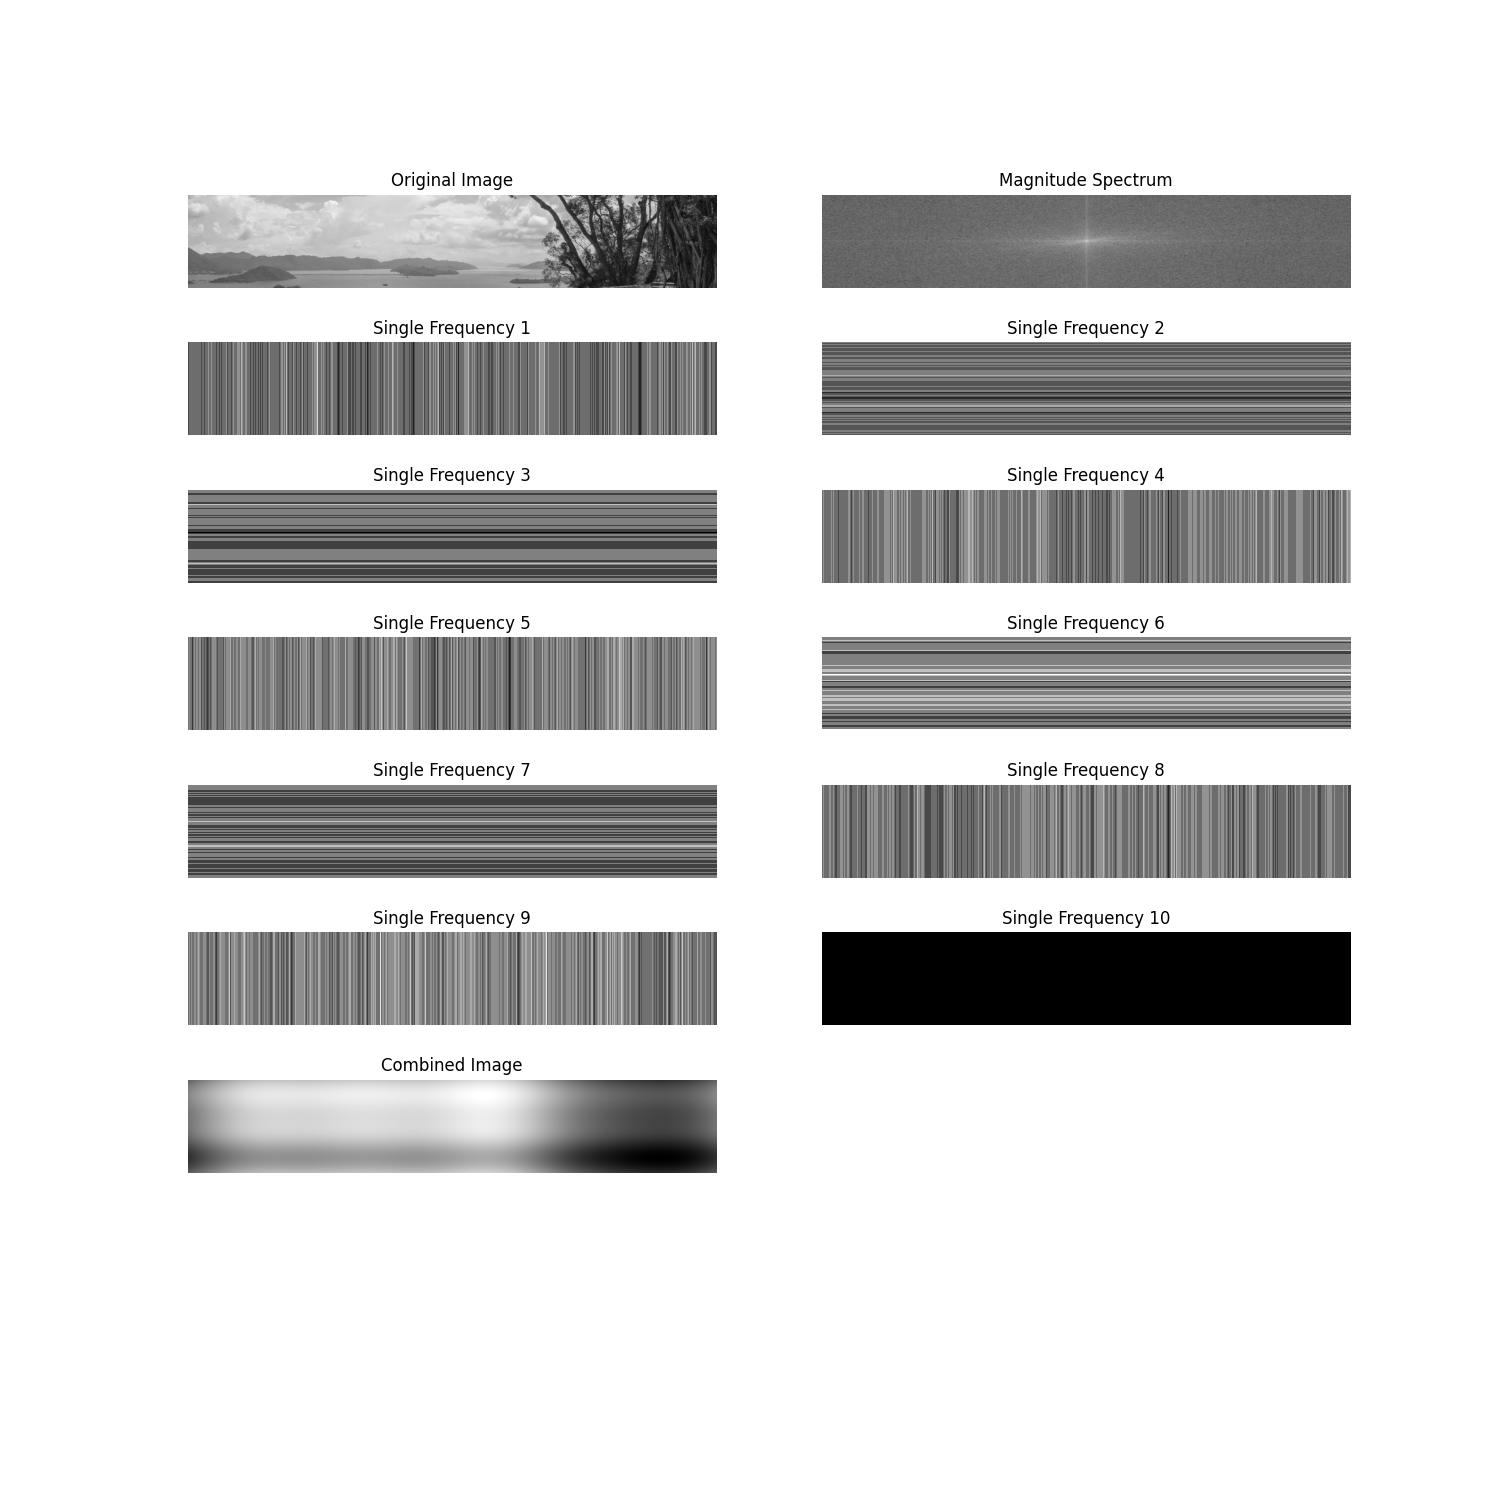 Original Image
Magnitude Spectrum
Single Frequency 1
Single Frequency 2
Single Frequency 3
Single Frequency 4
Single Frequency 5
Single Frequency 6
Single Frequency 7
Single Frequency 8
Single Frequency 9
Single Frequency 10
Combined Image